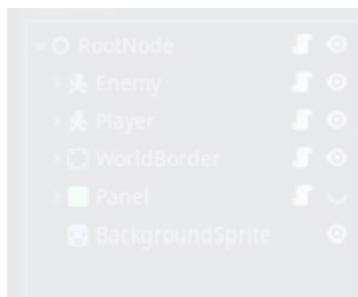 RootNode
Enemy
Player
WorldBorder
Panel
BackgroundSprite